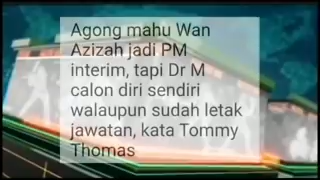 Agong mahu Wan
Azizah jadi PM
interim, tapi Dr M
calon diri sendiri
walaupun sudah letak
jawatan, kata Tommy
Thomas